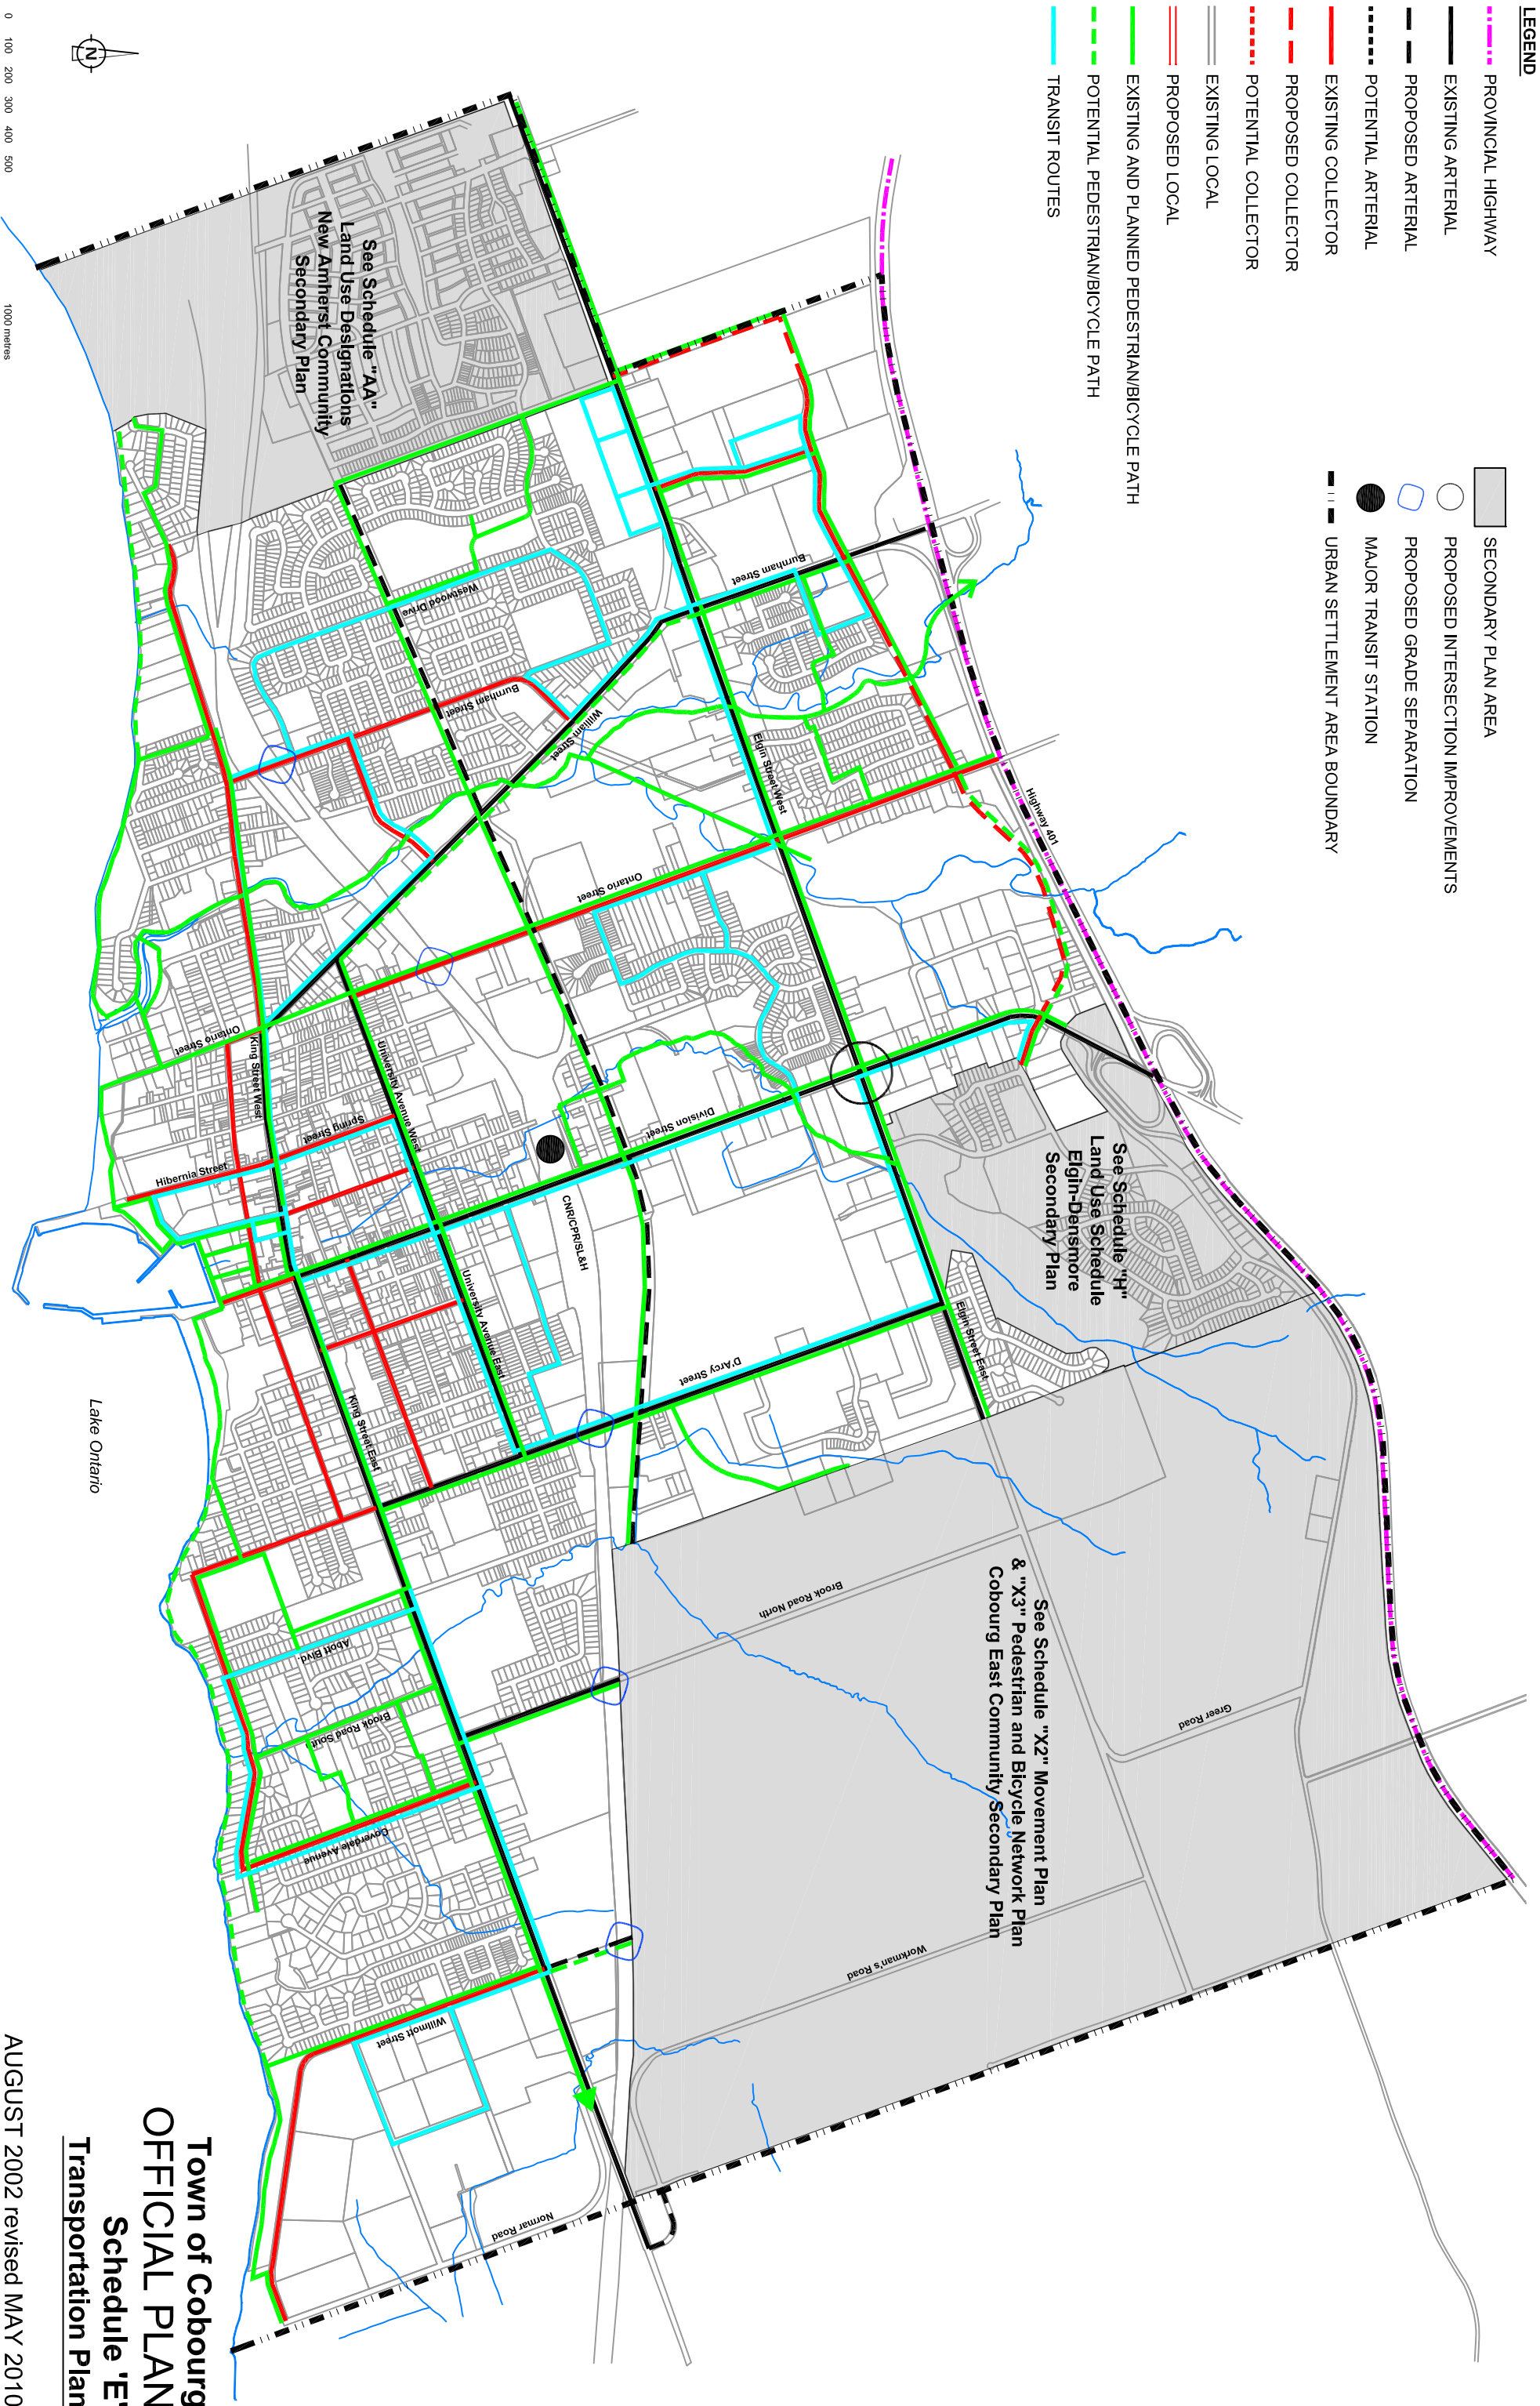 LEGEND
PROVINCIAL HIGHWAY
EXISTING ARTERIAL
PROPOSED ARTERIAL
POTENTIAL ARTERIAL
EXISTING COLLECTOR
PROPOSED COLLECTOR
POTENTIAL COLLECTOR
EXISTING LOCAL
PROPOSED LOCAL
EXISTING AND PLANNED PEDESTRIAN/BICYCLE PATH
POTENTIAL PEDESTRIAN/BICYCLE PATH
TRANSIT ROUTES
SECONDARY PLAN AREA
PROPOSED INTERSECTION IMPROVEMENTS
PROPOSED GRADE SEPARATION
MAJOR TRANSIT STATION
URBAN SETTLEMENT AREA BOUNDARY
N
0 100 200 300 400 500 1000 metres
See Schedule "AA"
Land Use Designations
New Amherst Community
Secondary Plan
Burnham Street
Westwood Drive
Burnham Street
William Street
Elgin Street West
Highway 401
Ontario Street
Ontario Street
King Street West
University Avenue West
Spring Street
Hibernia Street
Division Street
CNR/CPR/SL&H
See Schedule "H"
Land Use Schedule
Elgin-Densmore
Secondary Plan
Elgin Street East
University Avenue East
D'Arcy Street
King Street East
Lake Ontario
See Schedule "X2" Movement Plan
& "X3" Pedestrian and Bicycle Network Plan
Cobourg East Community Secondary Plan
Brook Road North
Greer Road
Workman's Road
Abott Blvd.
Brook Road South
Coverdale Avenue
Wilmott Street
Normar Road
Town of Cobourg
OFFICIAL PLAN
Schedule 'E'
Transportation Plan
AUGUST 2002 revised MAY 2010